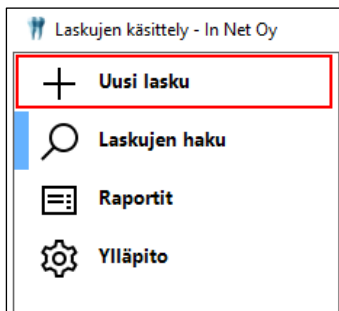 Laskujen käsittely - In Net Oy
Uusi lasku
Laskujen haku
Raportit
Ylläpito